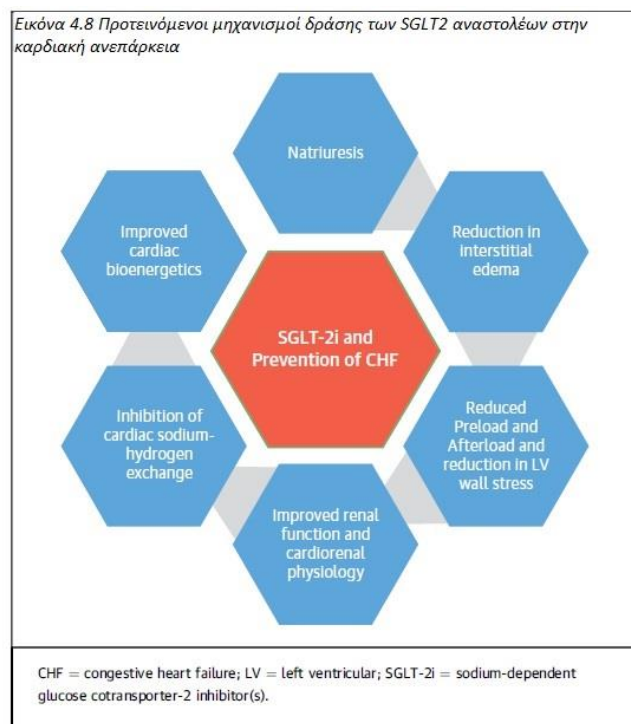 Εικόνα 4.8 Προτεινόμενοι μηχανισμοί δράσης των SGLT2 αναστολέων στην
καρδιακή ανεπάρκεια
Natriuresis
Improved
cardiac
bioenergetics
Reduction in
interstitial
edema
SGLT-2i and
Prevention of CHF
Inhibition of
cardiac sodium-
hydrogen
exchange
Reduced
Preload and
Afterload and
reduction in LV
wall stress
Improved renal
function and
cardiorenal
physiology
CHF = congestive heart failure; LV = left ventricular; SGLT-2i = sodium-dependent
glucose cotransporter-2 inhibitor(s).